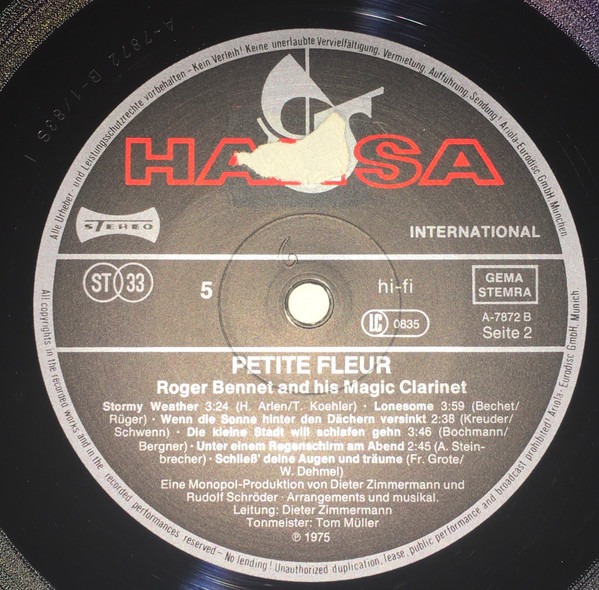 A-7872 B-1/83S 1
Alle Urheber- und Leistungsschutzrechte vorbehalten - Kein Verleih! Keine unerlaubte Vervielfältigung, Vermietung, Aufführung, Sendung! Ariola-Eurodisc GmbH, München
HA SA
STEREO
INTERNATIONAL
ST 33
5
hi-fi
GEMA
STEMRA
LC 0835
A-7872 B
Seite 2
PETITE FLEUR
Roger Bennet and his Magic Clarinet
Stormy Weather 3:24 (H. Arlen/T. Koehler) · Lonesome 3:59 (Bechet/
Rüger) · Wenn die Sonne hinter den Dächern versinkt 2:38 (Kreuder/
Schwenn) · Die kleine Stadt will schlafen gehn 3:46 (Bochmann/
Bergner) · Unter einem Regenschirm am Abend 2:45 (A. Stein-
brecher) · Schließ' deine Augen und träume (Fr. Grote/
W. Dehmel)
Eine Monopol-Produktion von Dieter Zimmermann und
Rudolf Schröder · Arrangements und musikal.
Leitung: Dieter Zimmermann
Tonmeister: Tom Müller
℗ 1975
All copyrights in the recorded works and in the recorded performances reserved – No lending! Unauthorized duplication, lease, public performance and broadcast prohibited! Ariola-Eurodisc GmbH, Munich.